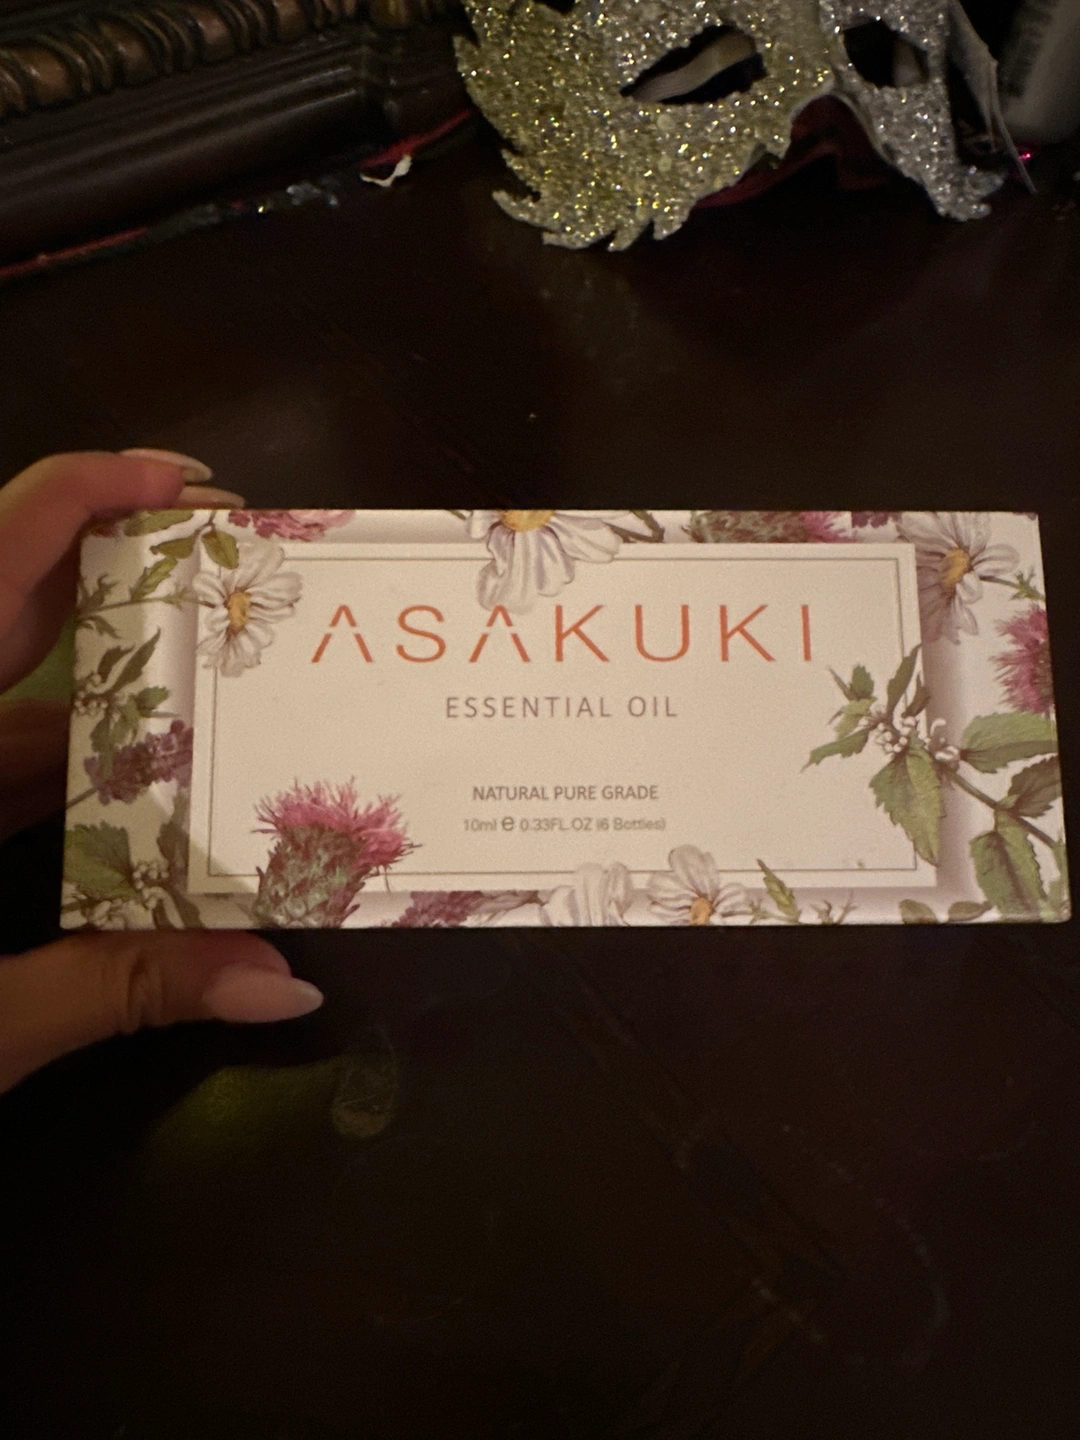 ASAKUKI
ESSENTIAL OIL
NATURAL PURE GRADE
10ml ℮ 0.33FL.OZ (6 Bottles)